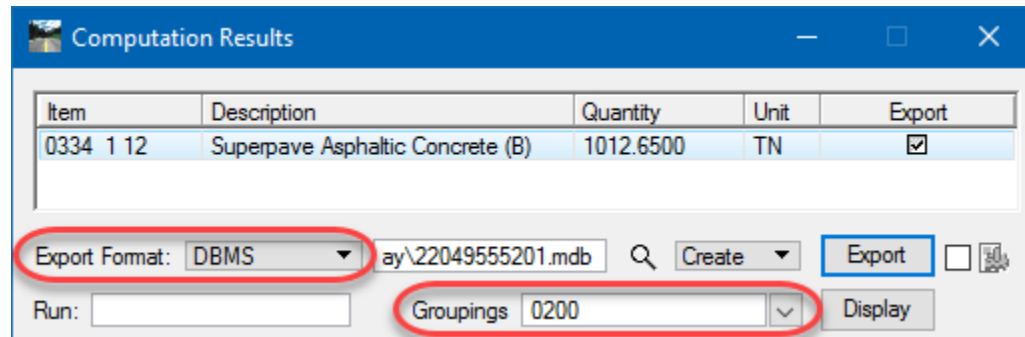 Computation Results
Item Description Quantity Unit Export
0334 1 12 Superpave Asphaltic Concrete (B) 1012.6500 TN
Export Format: DBMS ay\22049555201.mdb Create Export
Run: Groupings 0200 Display